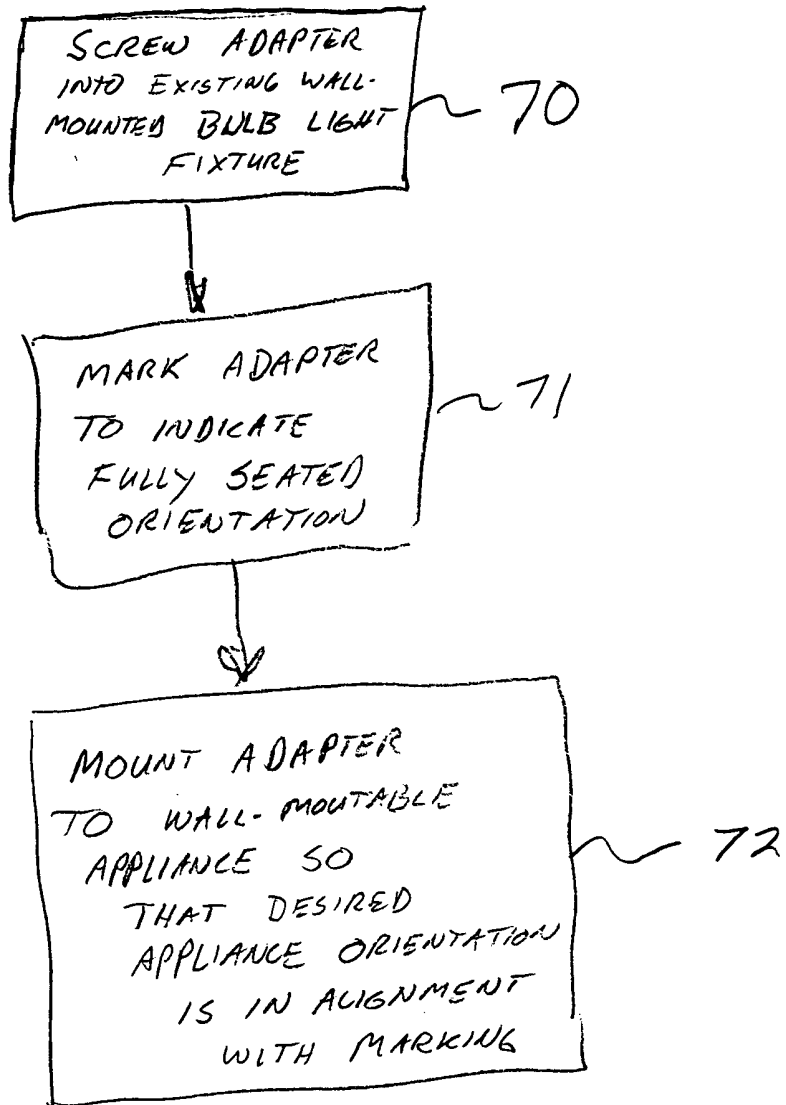 SCREW ADAPTER
INTO EXISTING WALL-
MOUNTED BULB LIGHT
FIXTURE
70
MARK ADAPTER
TO INDICATE
FULLY SEATED
ORIENTATION
71
MOUNT ADAPTER
TO WALL-MOUTABLE
APPLIANCE SO
THAT DESIRED
APPLIANCE ORIENTATION
IS IN ALIGNMENT
WITH MARKING
72